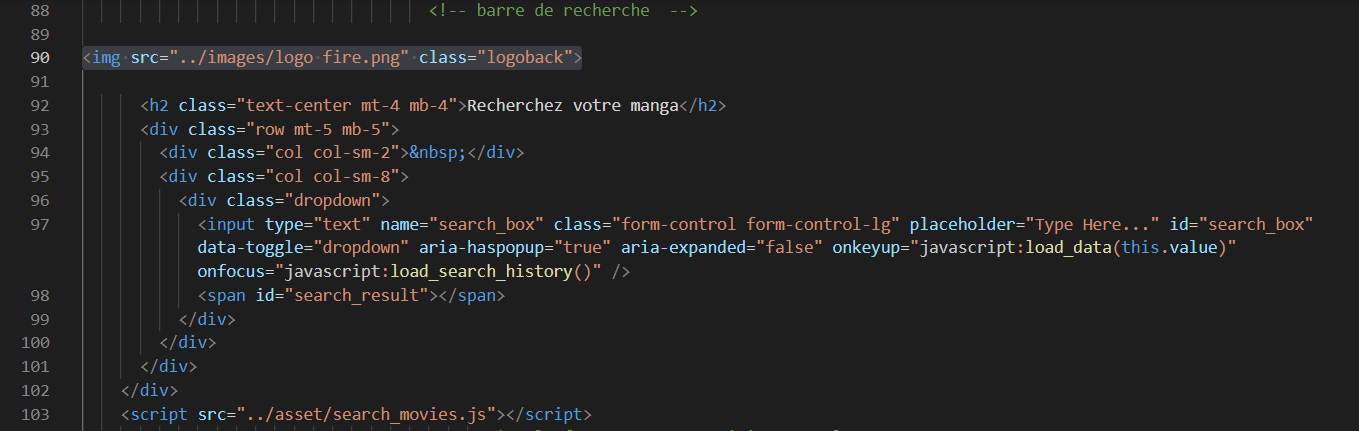 88 <!-- barre de recherche  -->
89
90 <img src="../images/logo fire.png" class="logoback">
91
92 <h2 class="text-center mt-4 mb-4">Recherchez votre manga</h2>
93 <div class="row mt-5 mb-5">
94 <div class="col col-sm-2">&nbsp;</div>
95 <div class="col col-sm-8">
96 <div class="dropdown">
97 <input type="text" name="search_box" class="form-control form-control-lg" placeholder="Type Here..." id="search_box"
data-toggle="dropdown" aria-haspopup="true" aria-expanded="false" onkeyup="javascript:load_data(this.value)"
onfocus="javascript:load_search_history()" />
98 <span id="search_result"></span>
99 </div>
100 </div>
101 </div>
102 </div>
103 <script src="../asset/search_movies.js"></script>